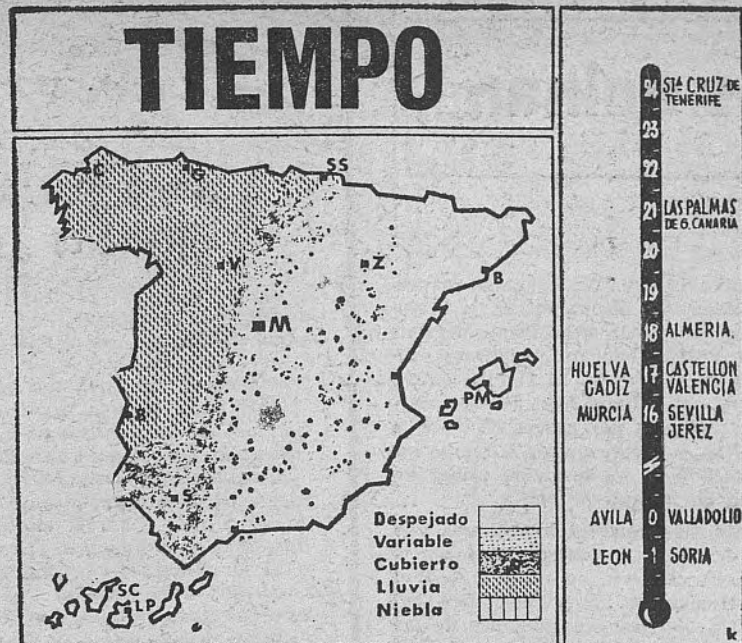 TIEMPO
C
G
SS
V
Z
B
M
B
PM
S
SC
LP
Despejado
Variable
Cubierto
Lluvia
Niebla
24 STA CRUZ DE
TENERIFE
23
22
21 LAS PALMAS
DE G. CANARIA
20
19
18 ALMERIA
HUELVA 17 CASTELLON
CADIZ VALENCIA
MURCIA 16 SEVILLA
JEREZ
AVILA 0 VALLADOLID
LEON -1 SORIA